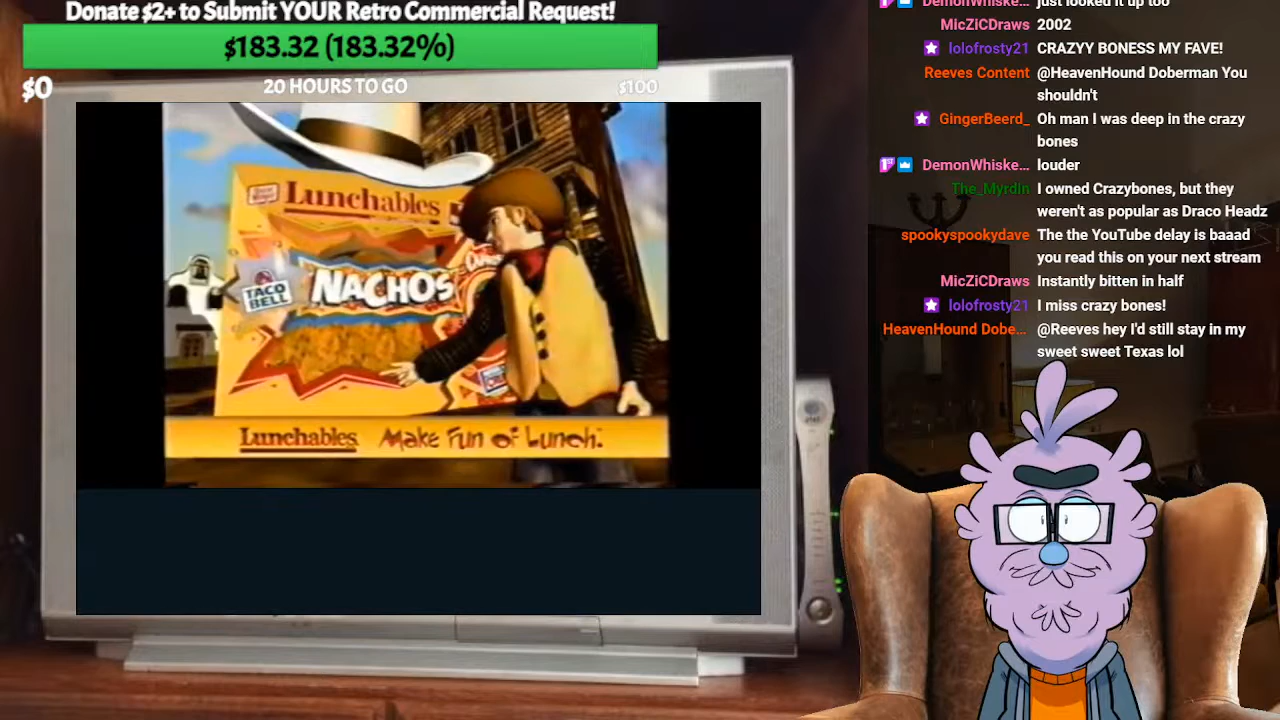 Donate $2+ to Submit YOUR Retro Commercial Request!
$183.32 (183.32%)
$0
20 HOURS TO GO
$100
Lunchables
TACO
BELL
NACHOS
Lunchables Make Fun of Lunch.
DemonWhiske... just looked it up too
MicZiCDraws 2002
lolofrosty21 CRAZYY BONESS MY FAVE!
Reeves Content @HeavenHound Doberman You
shouldn't
GingerBeerd_ Oh man I was deep in the crazy
bones
DemonWhiske... louder
The_Myrdin I owned Crazybones, but they
weren't as popular as Draco Headz
spookyspookydave The the YouTube delay is baaad
you read this on your next stream
MicZiCDraws Instantly bitten in half
lolofrosty21 I miss crazy bones!
HeavenHound Dobe... @Reeves hey I'd still stay in my
sweet sweet Texas lol